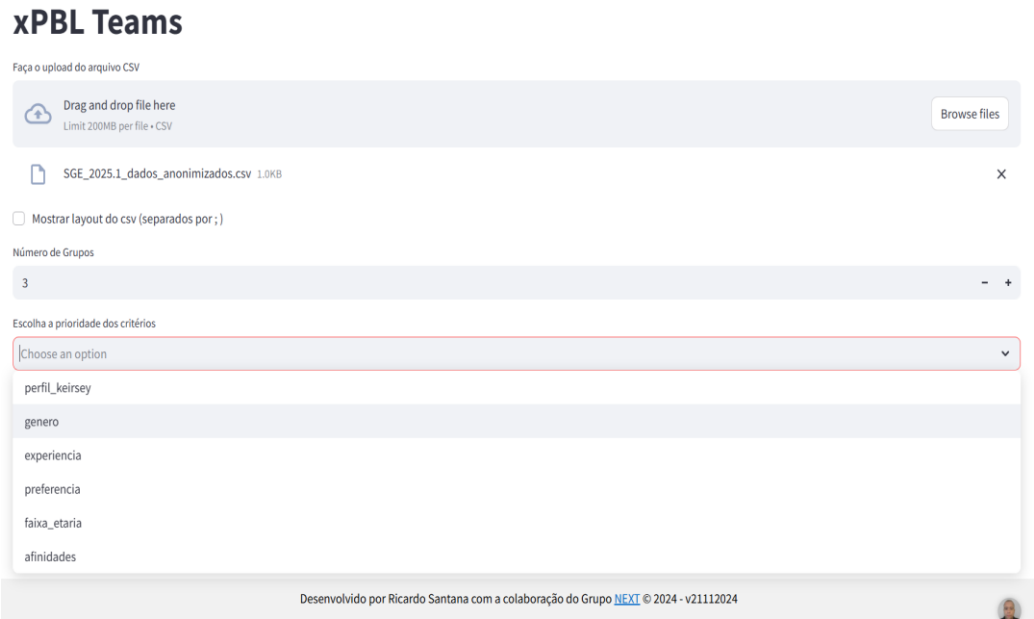 xPBL Teams
Faça o upload do arquivo CSV
Drag and drop file here
Limit 200MB per file • CSV
Browse files
SGE_2025.1_dados_anonimizados.csv 1.0KB
Mostrar layout do csv (separados por ; )
Número de Grupos
3
Escolha a prioridade dos critérios
Choose an option
perfil_keirsey
genero
experiencia
preferencia
faixa_etaria
afinidades
Desenvolvido por Ricardo Santana com a colaboração do Grupo NEXT © 2024 - v21112024